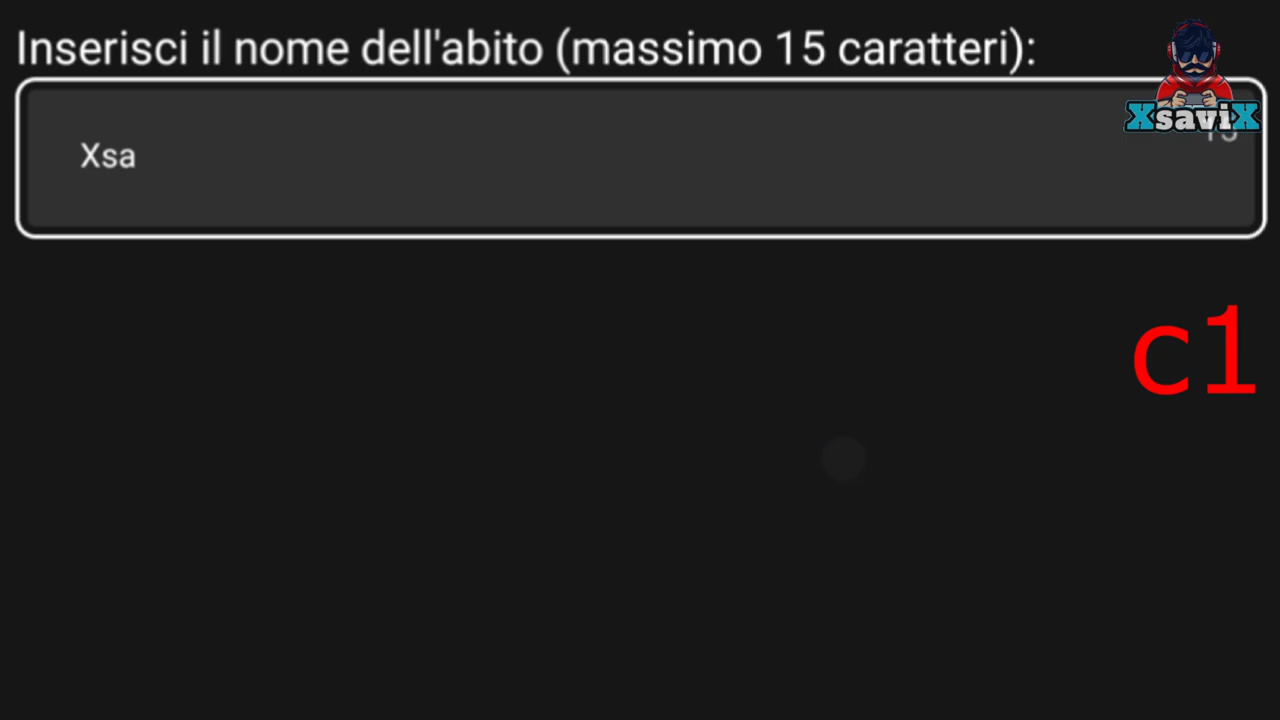 Inserisci il nome dell'abito (massimo 15 caratteri):
XsaviX
Xsa
c1